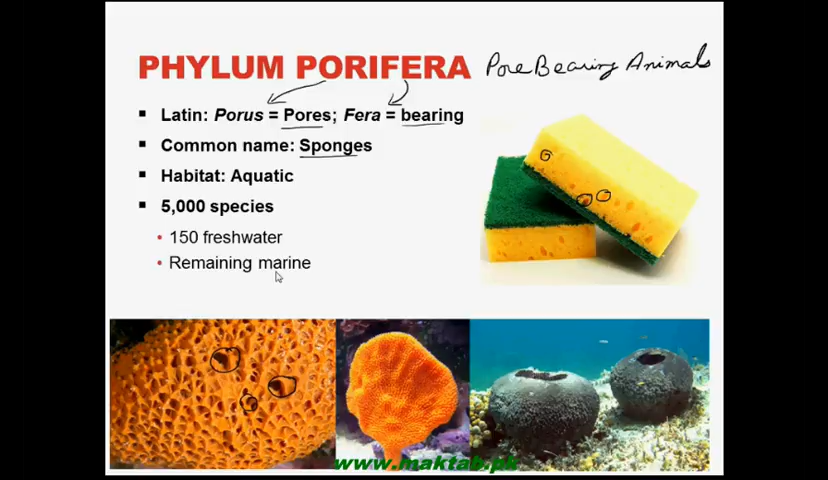 PHYLUM PORIFERA Pore Bearing Animals
▪ Latin: Porus = Pores; Fera = bearing
▪ Common name: Sponges
▪ Habitat: Aquatic
▪ 5,000 species
• 150 freshwater
• Remaining marine
www.maktab.pk